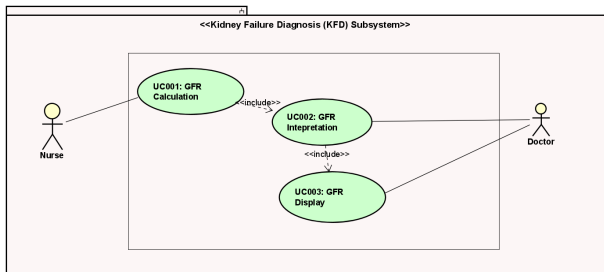 <<Kidney Failure Diagnosis (KFD) Subsystem>>
UC001: GFR
Calculation
<<include>>
UC002: GFR
Intepretation
Nurse
Doctor
<<include>>
UC003: GFR
Display